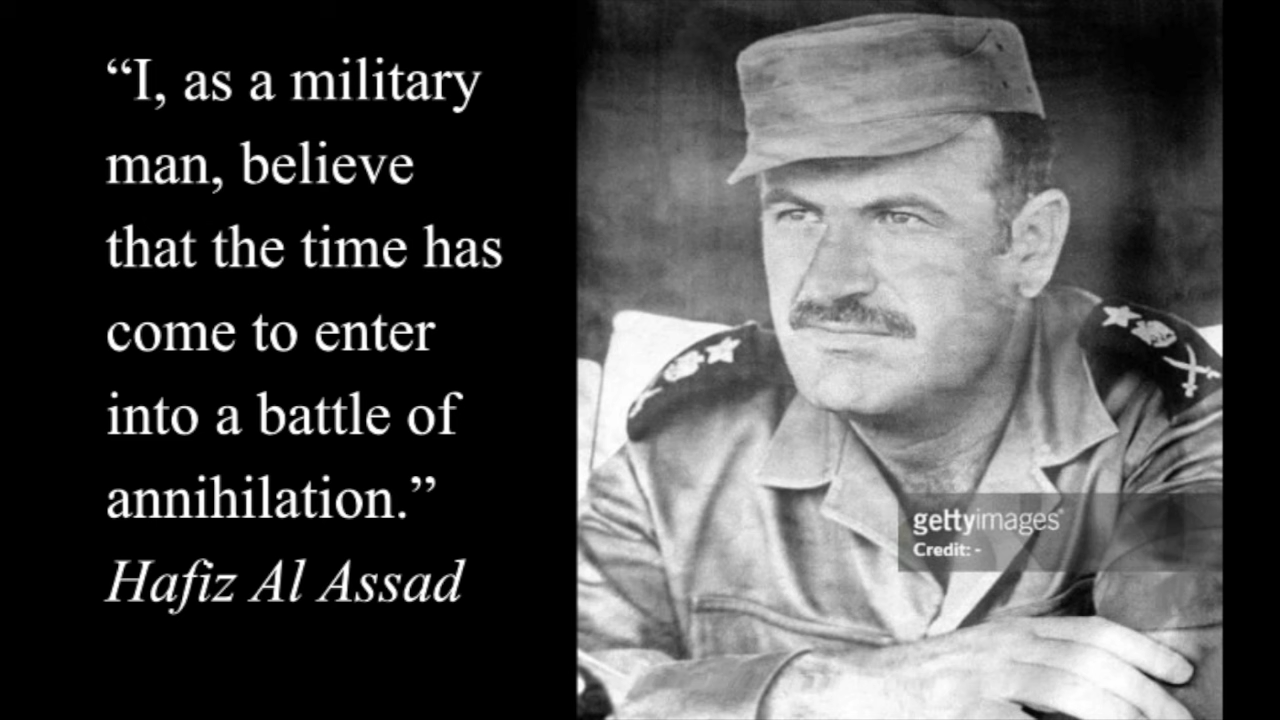 “I, as a military
man, believe
that the time has
come to enter
into a battle of
annihilation.”
Hafiz Al Assad
gettyimages®
Credit: -